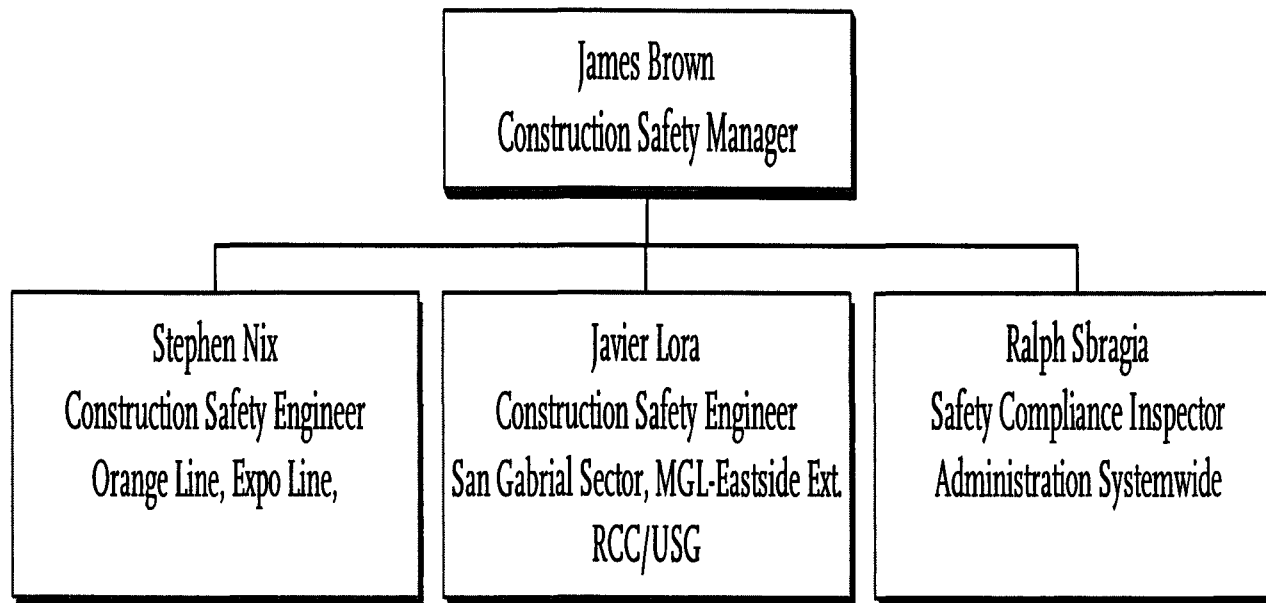 James Brown
Construction Safety Manager
Stephen Nix
Construction Safety Engineer
Orange Line, Expo Line,
Javier Lora
Construction Safety Engineer
San Gabrial Sector, MGL-Eastside Ext.
RCC/USG
Ralph Sbragia
Safety Compliance Inspector
Administration Systemwide